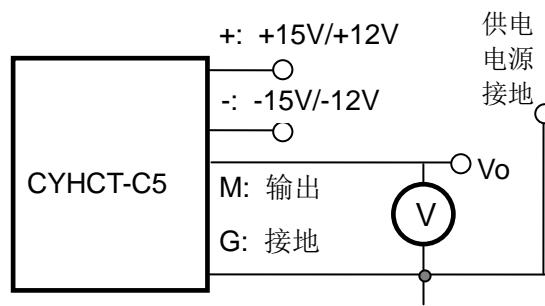 +: +15V/+12V
供电
电源
接地
-: -15V/-12V
CYHCT-C5
M: 输出
Vo
V
G: 接地